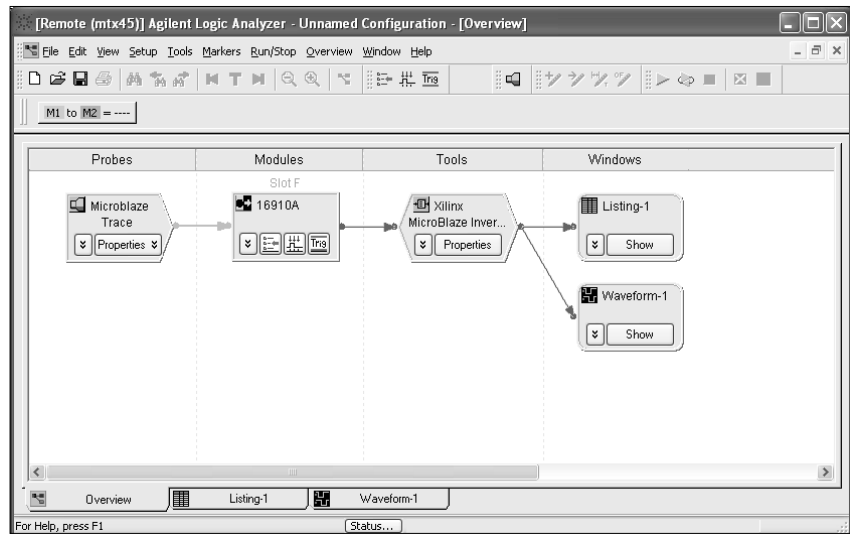 [Remote (mtx45)] Agilent Logic Analyzer - Unnamed Configuration - [Overview]
File Edit View Setup Tools Markers Run/Stop Overview Window Help
Trig
M1 to M2 = ----
Probes Modules Tools Windows
Slot F
Microblaze Trace
Properties
16910A
Trig
Xilinx
MicroBlaze Inver...
Properties
Listing-1
Show
Waveform-1
Show
Overview Listing-1 Waveform-1
For Help, press F1 Status...